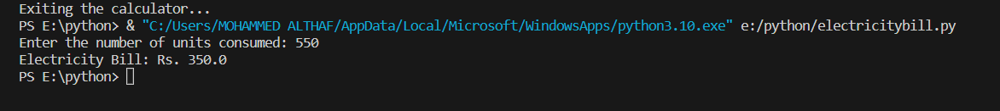 Exiting the calculator...
PS E:\python> & "C:/Users/MOHAMMED ALTHAF/AppData/Local/Microsoft/WindowsApps/python3.10.exe" e:/python/electricitybill.py
Enter the number of units consumed: 550
Electricity Bill: Rs. 350.0
PS E:\python>